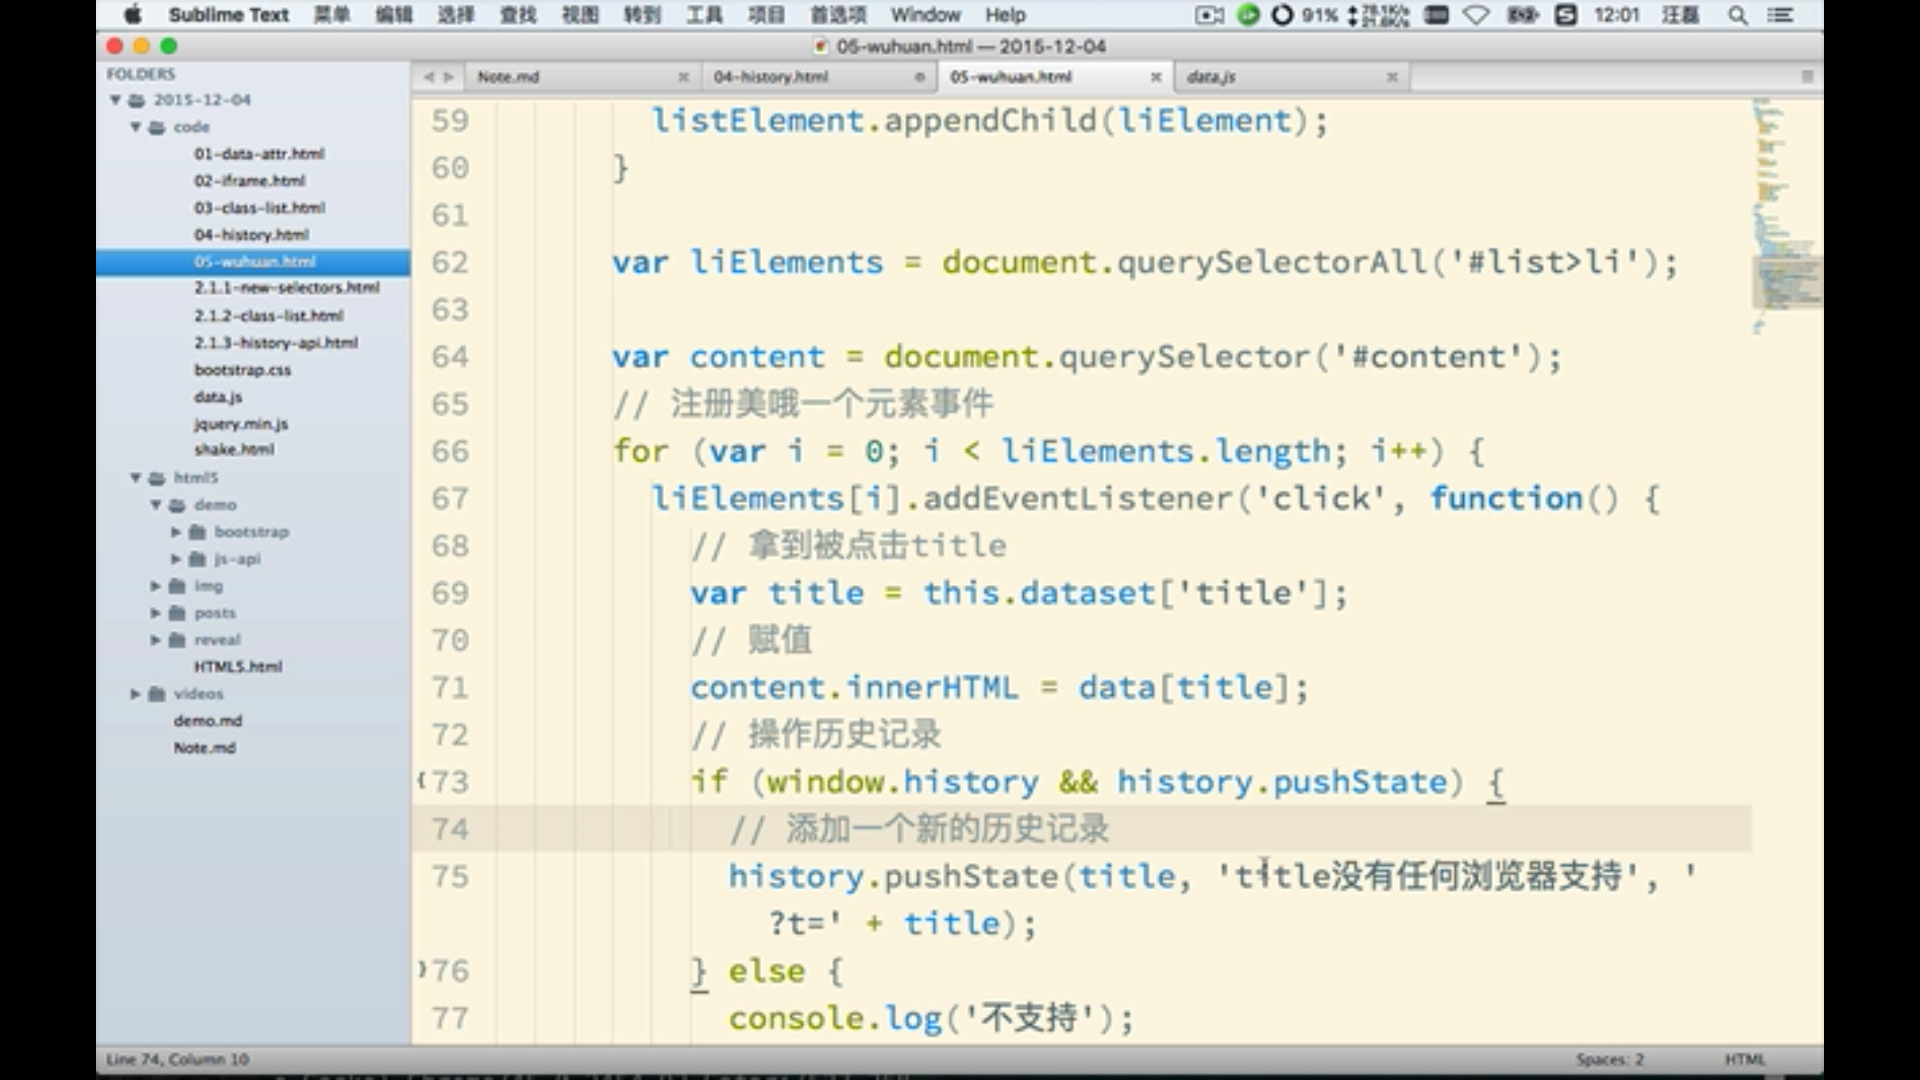 Sublime Text 菜单 编辑 选择 查找 视图 转到 工具 项目 首选项 Window Help 91% 12:01 汪磊
05-wuhuan.html — 2015-12-04
FOLDERS
2015-12-04
code
01-data-attr.html
02-iframe.html
03-class-list.html
04-history.html
05-wuhuan.html
2.1.1-new-selectors.html
2.1.2-class-list.html
2.1.3-history-api.html
bootstrap.css
data.js
jquery.min.js
shake.html
html5
demo
bootstrap
js-api
img
posts
reveal
HTML5.html
videos
demo.md
Note.md
Note.md 04-history.html 05-wuhuan.html data.js
59 listElement.appendChild(liElement);
60 }
61
62 var liElements = document.querySelectorAll('#list>li');
63
64 var content = document.querySelector('#content');
65 // 注册美哦一个元素事件
66 for (var i = 0; i < liElements.length; i++) {
67 liElements[i].addEventListener('click', function() {
68 // 拿到被点击title
69 var title = this.dataset['title'];
70 // 赋值
71 content.innerHTML = data[title];
72 // 操作历史记录
73 if (window.history && history.pushState) {
74 // 添加一个新的历史记录
75 history.pushState(title, 'title没有任何浏览器支持', '
?t=' + title);
76 } else {
77 console.log('不支持');
Line 74, Column 10 Spaces: 2 HTML